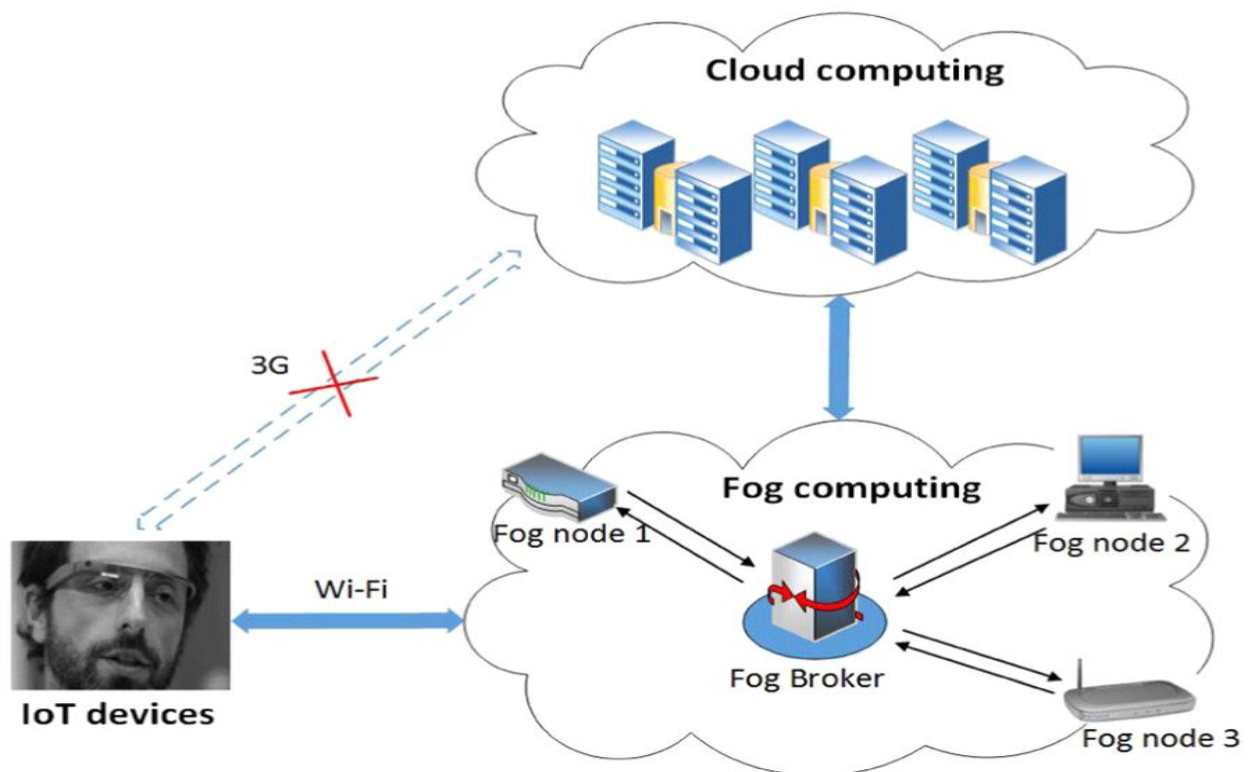 Cloud computing
3G
Fog computing
Fog node 1
Fog node 2
Wi-Fi
Fog Broker
IoT devices
Fog node 3